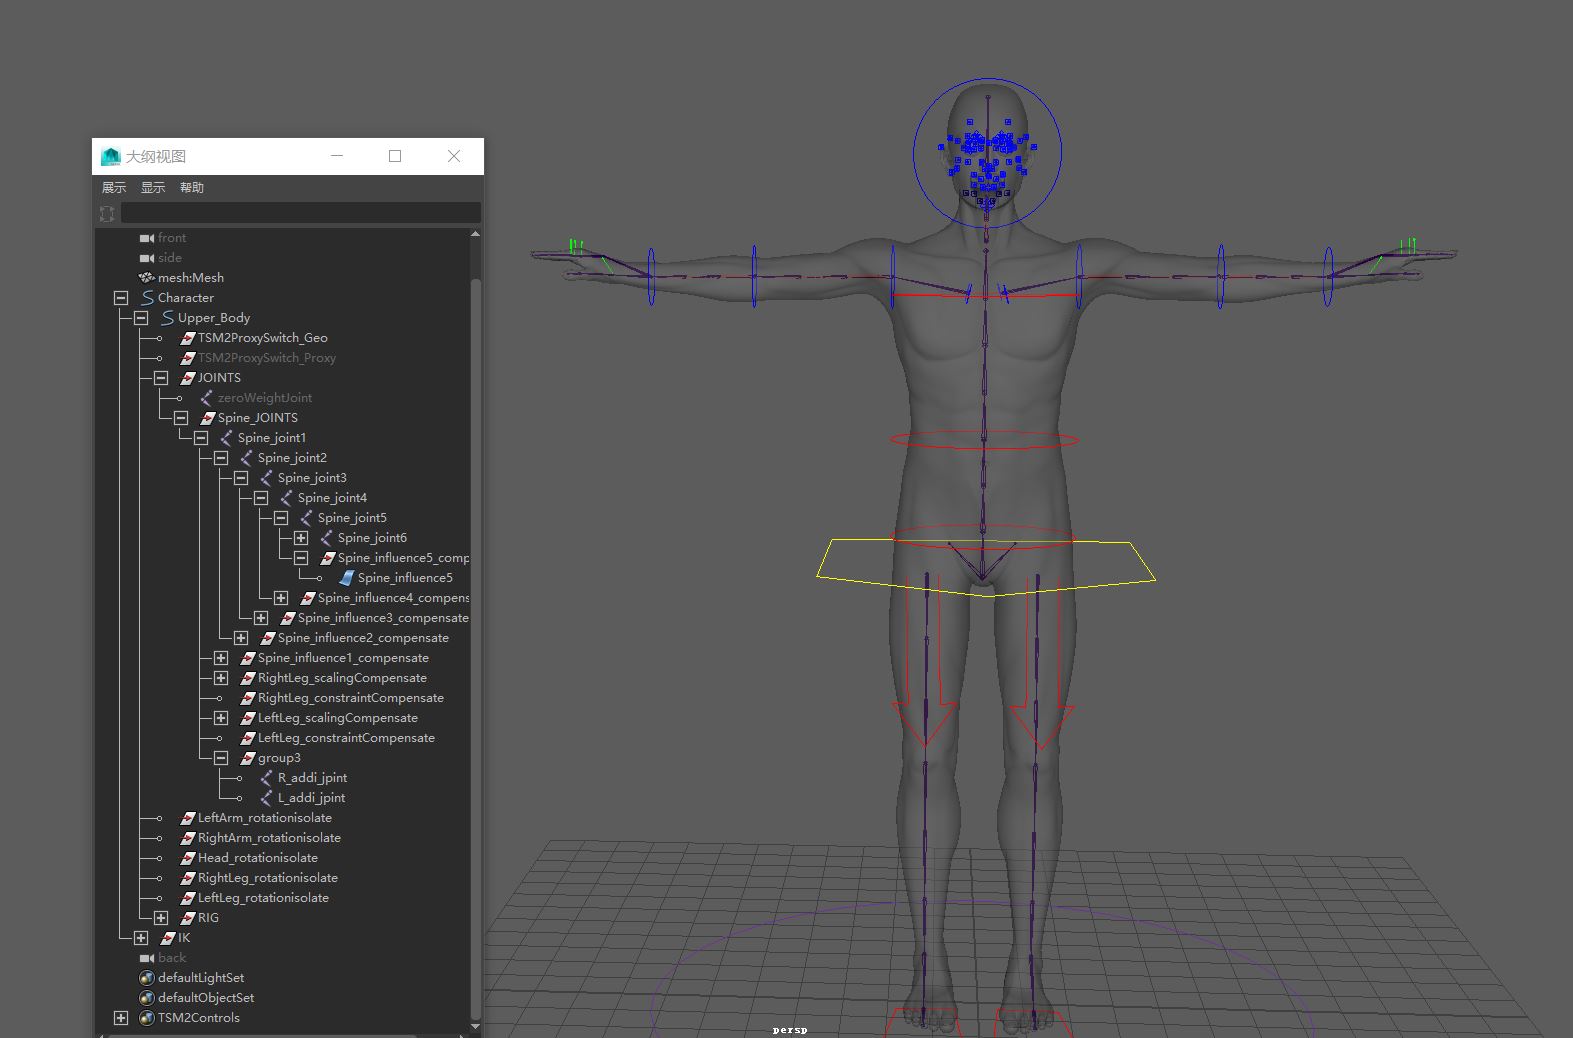 大纲视图
展示 显示 帮助
front
side
mesh:Mesh
Character
Upper_Body
TSM2ProxySwitch_Geo
TSM2ProxySwitch_Proxy
JOINTS
zeroWeightJoint
Spine_JOINTS
Spine_joint1
Spine_joint2
Spine_joint3
Spine_joint4
Spine_joint5
Spine_joint6
Spine_influence5_comp
Spine_influence5
Spine_influence4_compens
Spine_influence3_compensate
Spine_influence2_compensate
Spine_influence1_compensate
RightLeg_scalingCompensate
RightLeg_constraintCompensate
LeftLeg_scalingCompensate
LeftLeg_constraintCompensate
group3
R_addi_jpint
L_addi_jpint
LeftArm_rotationisolate
RightArm_rotationisolate
Head_rotationisolate
RightLeg_rotationisolate
LeftLeg_rotationisolate
RIG
IK
back
defaultLightSet
defaultObjectSet
TSM2Controls
persp